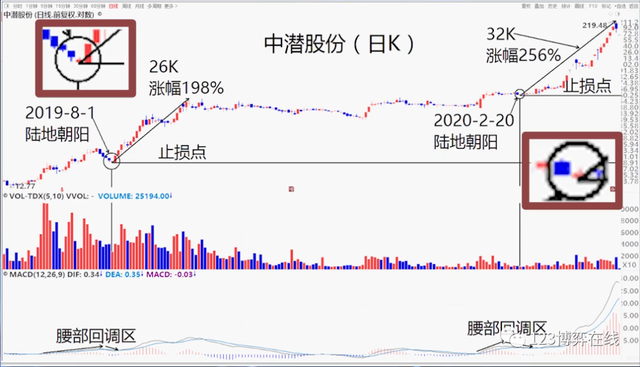 中潜股份 (日线.前复权.对数)
219.48
中潜股份（日K）
26K
涨幅198%
32K
涨幅256%
2019-8-1
陆地朝阳
止损点
2020-2-20
陆地朝阳
止损点
12.77
VOL-TDX(5,10) VVOL: - VOLUME: 25194.00↓
X10
MACD(12,26,9) DIF: 0.34↓ DEA: 0.35↓ MACD: -0.03↓
腰部回调区
腰部回调区
123博弈在线